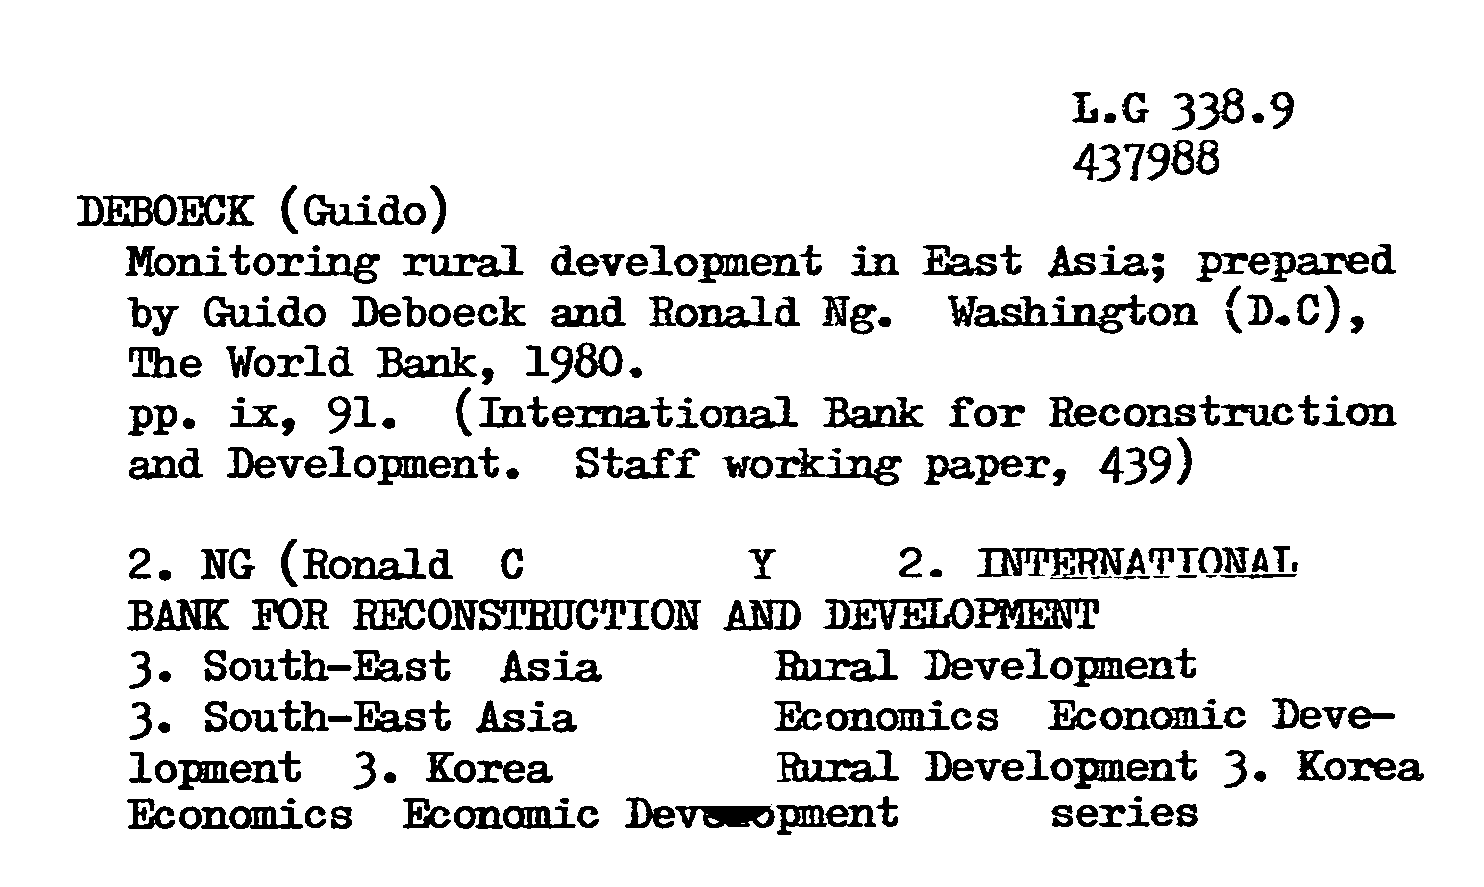 L.G 338.9
437988
DEBOECK (Guido)
Monitoring rural development in East Asia; prepared
by Guido Deboeck and Ronald Ng. Washington (D.C),
The World Bank, 1980.
pp. ix, 91. (International Bank for Reconstruction
and Development. Staff working paper, 439)
2. NG (Ronald C Y 2. INTERNATIONAL
BANK FOR RECONSTRUCTION AND DEVELOPMENT
3. South-East Asia Rural Development
3. South-East Asia Economics Economic Deve-
lopment 3. Korea Rural Development 3. Korea
Economics Economic Development series